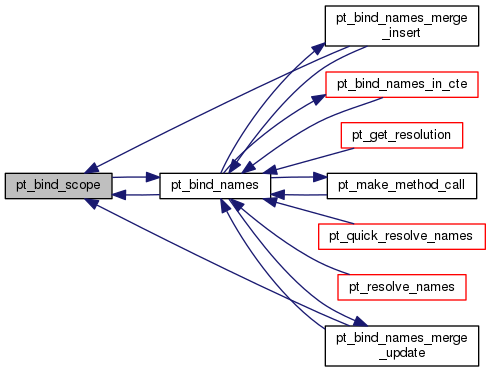 pt_bind_names_merge
_insert
pt_bind_names_in_cte
pt_get_resolution
pt_bind_scope
pt_bind_names
pt_make_method_call
pt_quick_resolve_names
pt_resolve_names
pt_bind_names_merge
_update